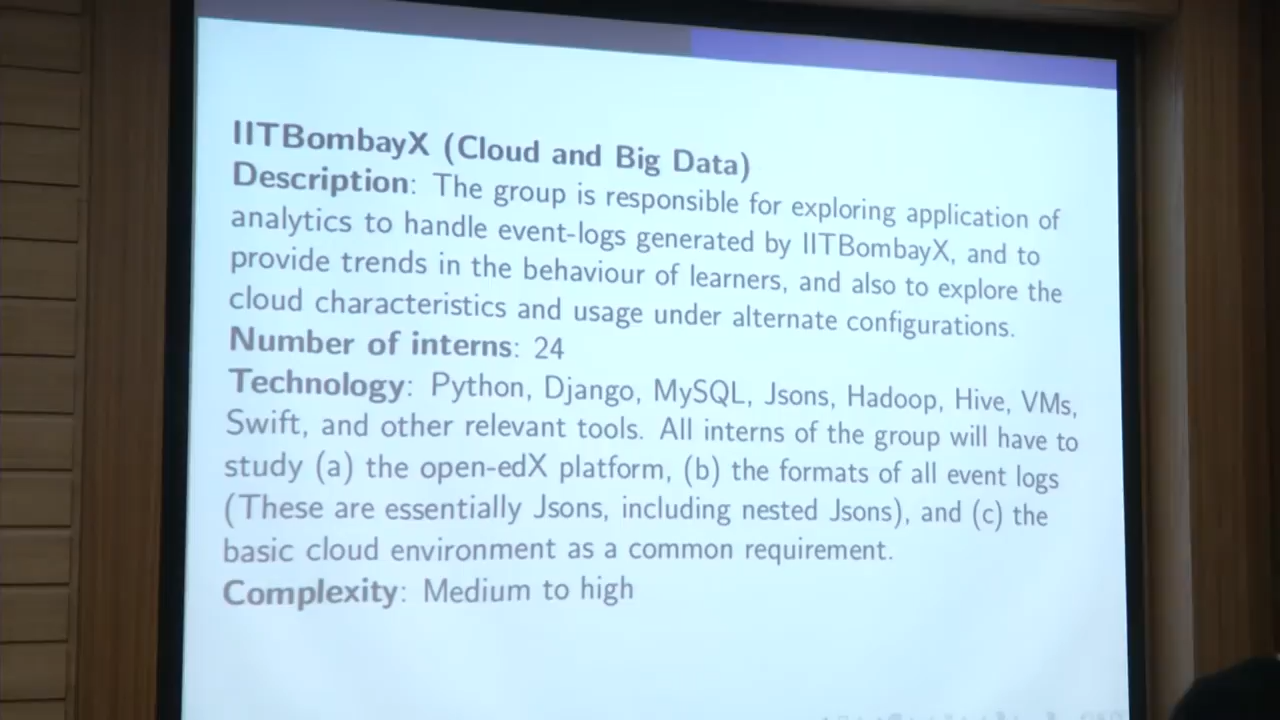 IITBombayX (Cloud and Big Data)
Description: The group is responsible for exploring application of
analytics to handle event-logs generated by IITBombayX, and to
provide trends in the behaviour of learners, and also to explore the
cloud characteristics and usage under alternate configurations.
Number of interns: 24
Technology: Python, Django, MySQL, Jsons, Hadoop, Hive, VMs,
Swift, and other relevant tools. All interns of the group will have to
study (a) the open-edX platform, (b) the formats of all event logs
(These are essentially Jsons, including nested Jsons), and (c) the
basic cloud environment as a common requirement.
Complexity: Medium to high